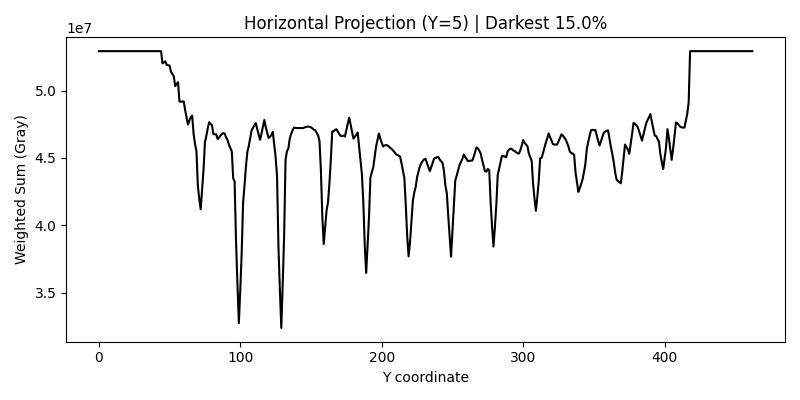 Horizontal Projection (Y=5) | Darkest 15.0%
1e7
5.0
4.5
4.0
3.5
Weighted Sum (Gray)
0 100 200 300 400
Y coordinate